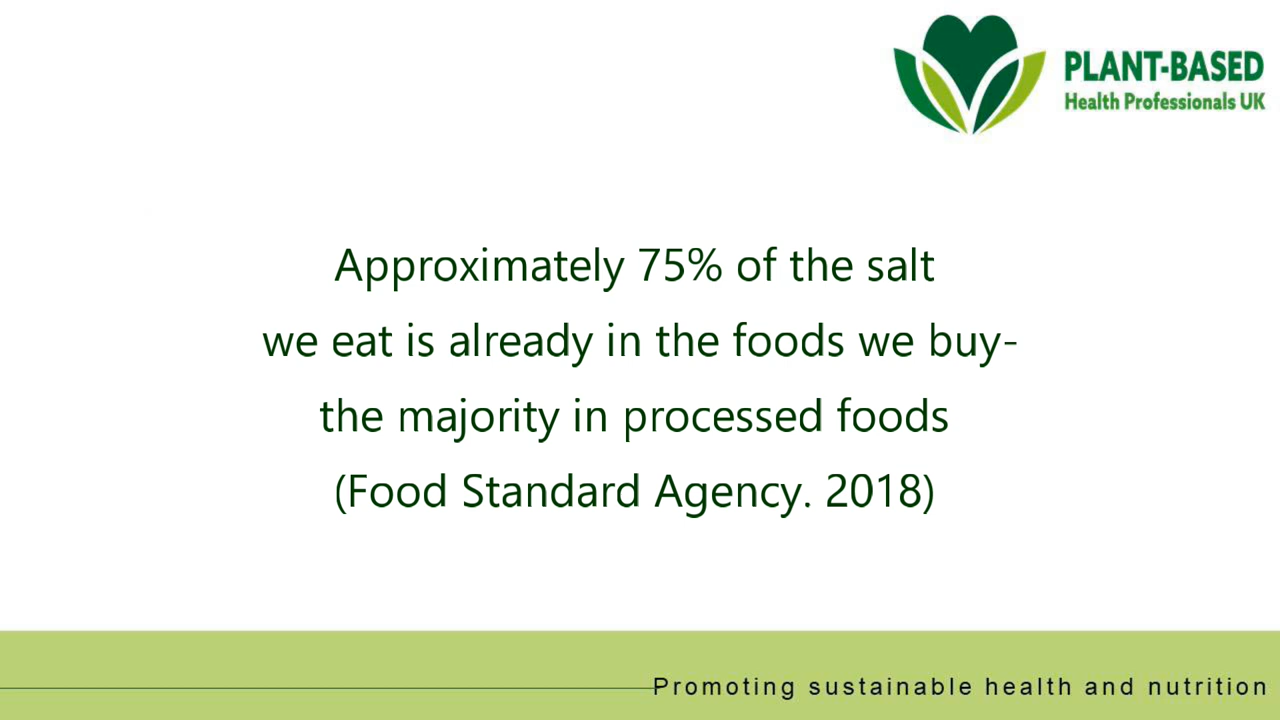 PLANT-BASED
Health Professionals UK
Approximately 75% of the salt
we eat is already in the foods we buy-
the majority in processed foods
(Food Standard Agency. 2018)
Promoting sustainable health and nutrition